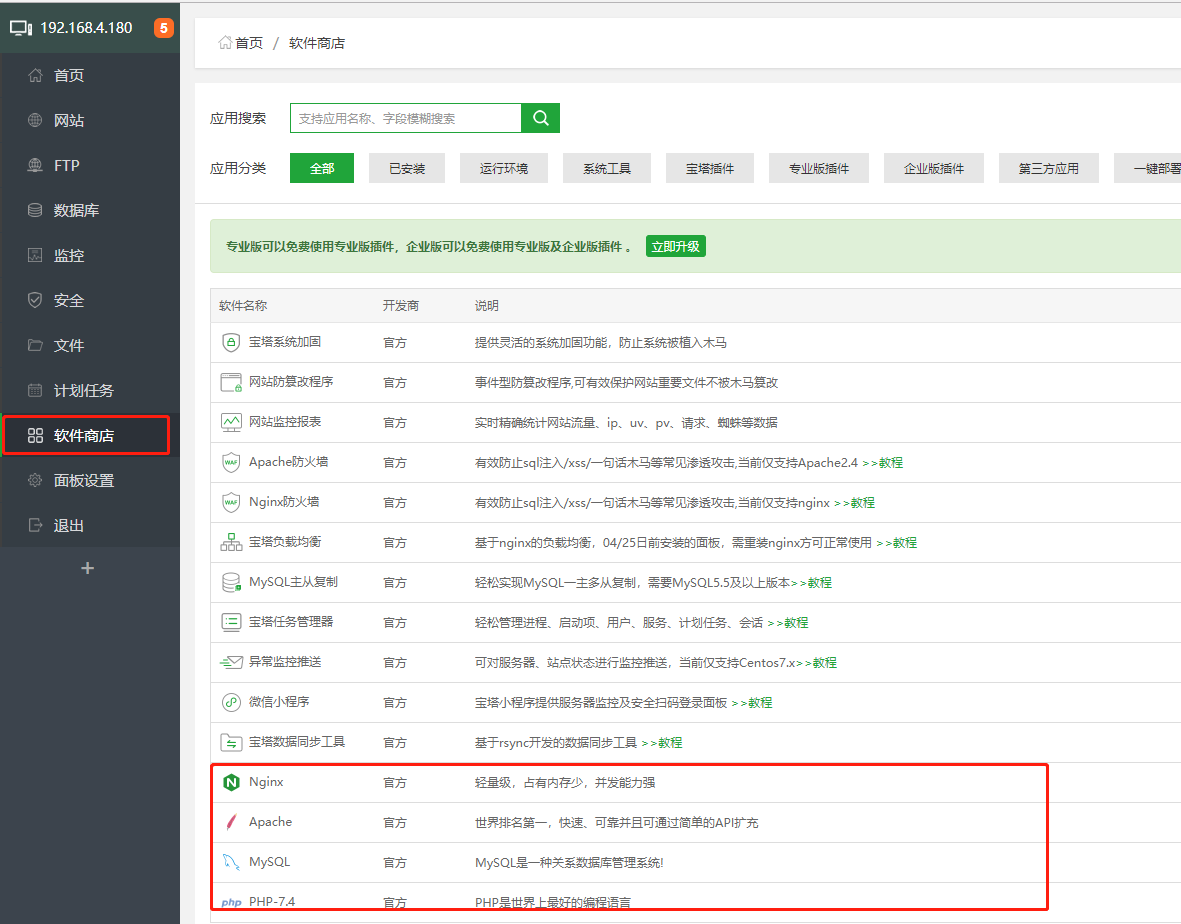 192.168.4.180 5
首页
网站
FTP
数据库
监控
安全
文件
计划任务
软件商店
面板设置
退出
+
首页 / 软件商店
应用搜索 支持应用名称、字段模糊搜索
应用分类 全部 已安装 运行环境 系统工具 宝塔插件 专业版插件 企业版插件 第三方应用 一键部署
专业版可以免费使用专业版插件，企业版可以免费使用专业版及企业版插件 。 立即升级
软件名称 开发商 说明
宝塔系统加固 官方 提供灵活的系统加固功能，防止系统被植入木马
网站防篡改程序 官方 事件型防篡改程序,可有效保护网站重要文件不被木马篡改
网站监控报表 官方 实时精确统计网站流量、ip、uv、pv、请求、蜘蛛等数据
WAF Apache防火墙 官方 有效防止sql注入/xss/一句话木马等常见渗透攻击,当前仅支持Apache2.4 >>教程
WAF Nginx防火墙 官方 有效防止sql注入/xss/一句话木马等常见渗透攻击,当前仅支持nginx >>教程
宝塔负载均衡 官方 基于nginx的负载均衡，04/25日前安装的面板，需重装nginx方可正常使用 >>教程
MySQL主从复制 官方 轻松实现MySQL一主多从复制，需要MySQL5.5及以上版本>>教程
宝塔任务管理器 官方 轻松管理进程、启动项、用户、服务、计划任务、会话 >>教程
异常监控推送 官方 可对服务器、站点状态进行监控推送，当前仅支持Centos7.x>>教程
微信小程序 官方 宝塔小程序提供服务器监控及安全扫码登录面板 >>教程
宝塔数据同步工具 官方 基于rsync开发的数据同步工具 >>教程
N Nginx 官方 轻量级，占有内存少，并发能力强
Apache 官方 世界排名第一，快速、可靠并且可通过简单的API扩充
MySQL 官方 MySQL是一种关系数据库管理系统!
php PHP-7.4 官方 PHP是世界上最好的编程语言